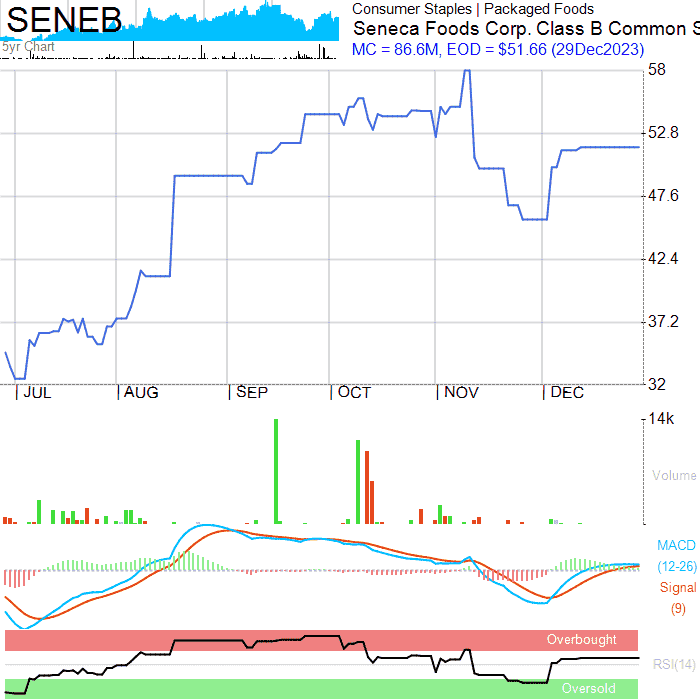 SENEB
5yr Chart
Consumer Staples | Packaged Foods
Seneca Foods Corp. Class B Common S
MC = 86.6M, EOD = $51.66 (29Dec2023)
58
52.8
47.6
42.4
37.2
32
JUL
AUG
SEP
OCT
NOV
DEC
14k
Volume
MACD
(12-26)
Signal
(9)
Overbought
RSI(14)
Oversold